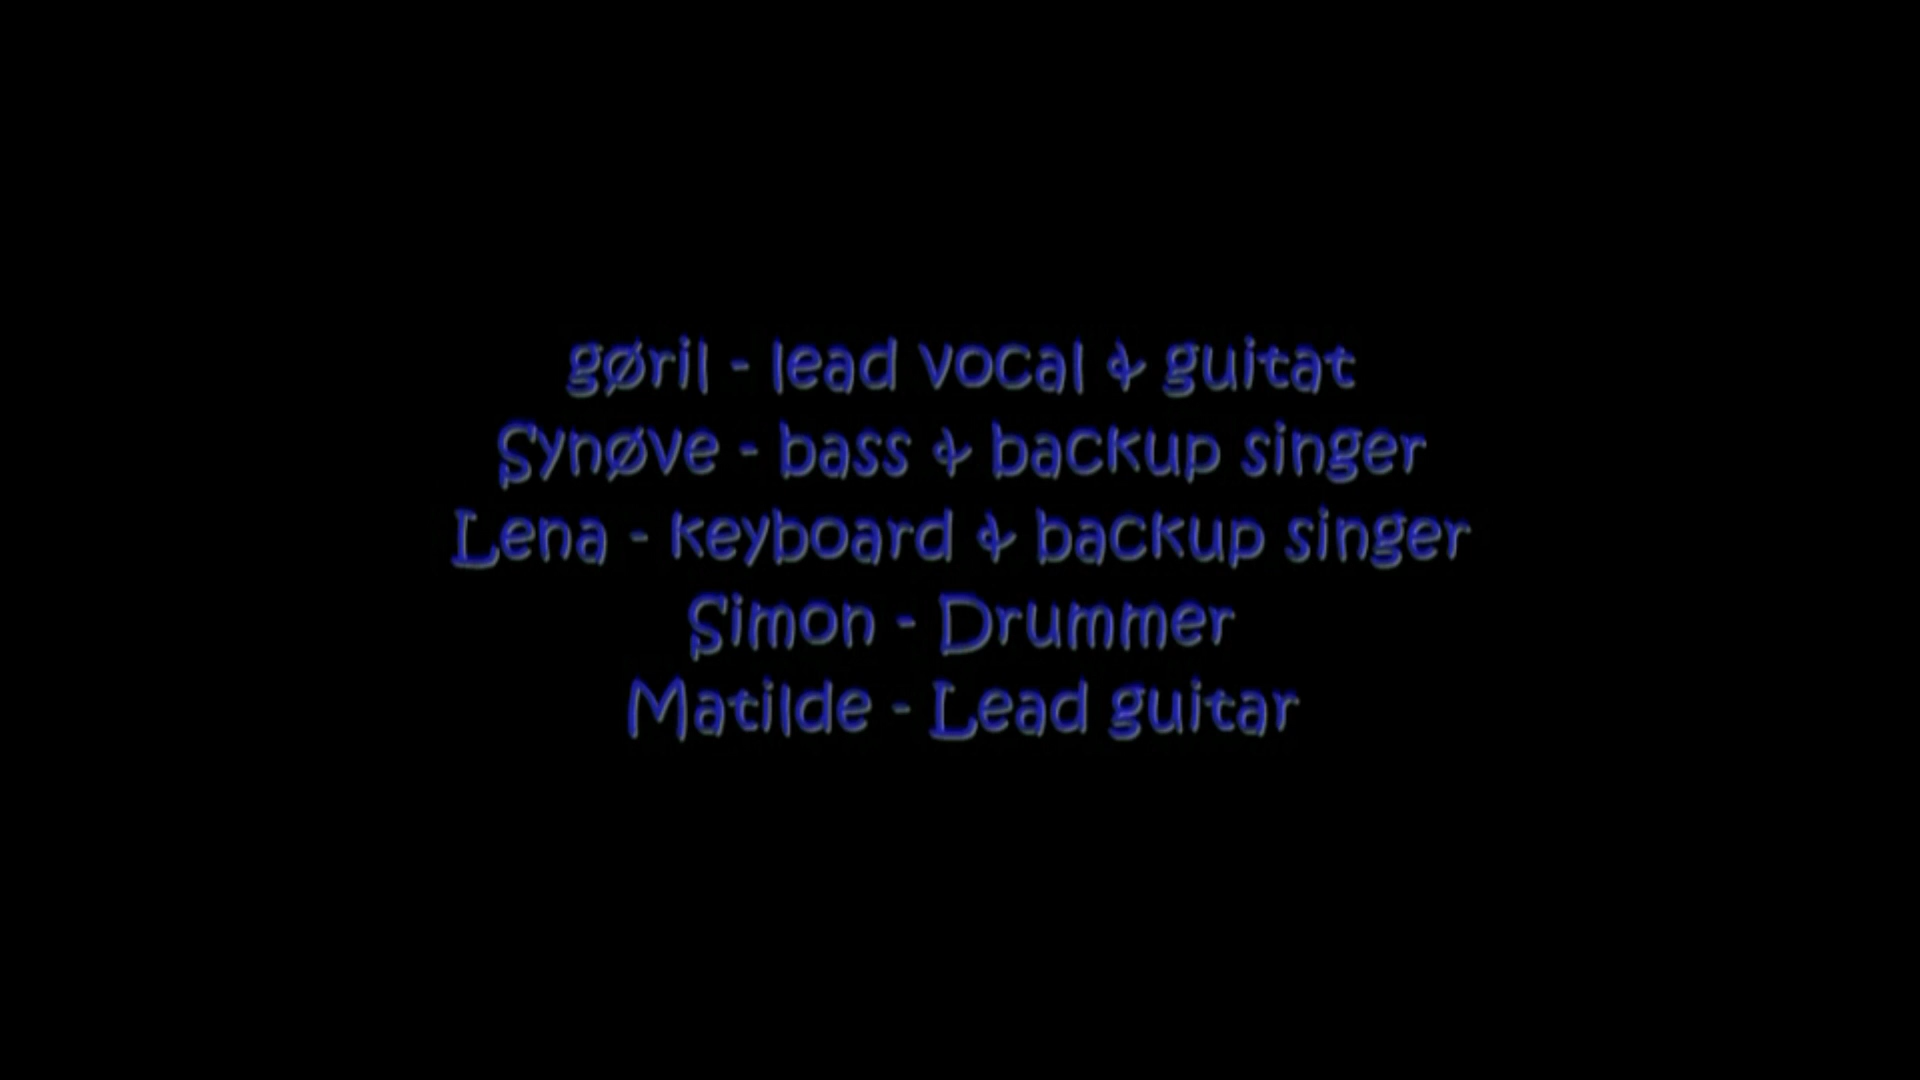 gøril - lead vocal & guitat
Synøve - bass & backup singer
Lena - keyboard & backup singer
Simon - Drummer
Matilde - Lead guitar